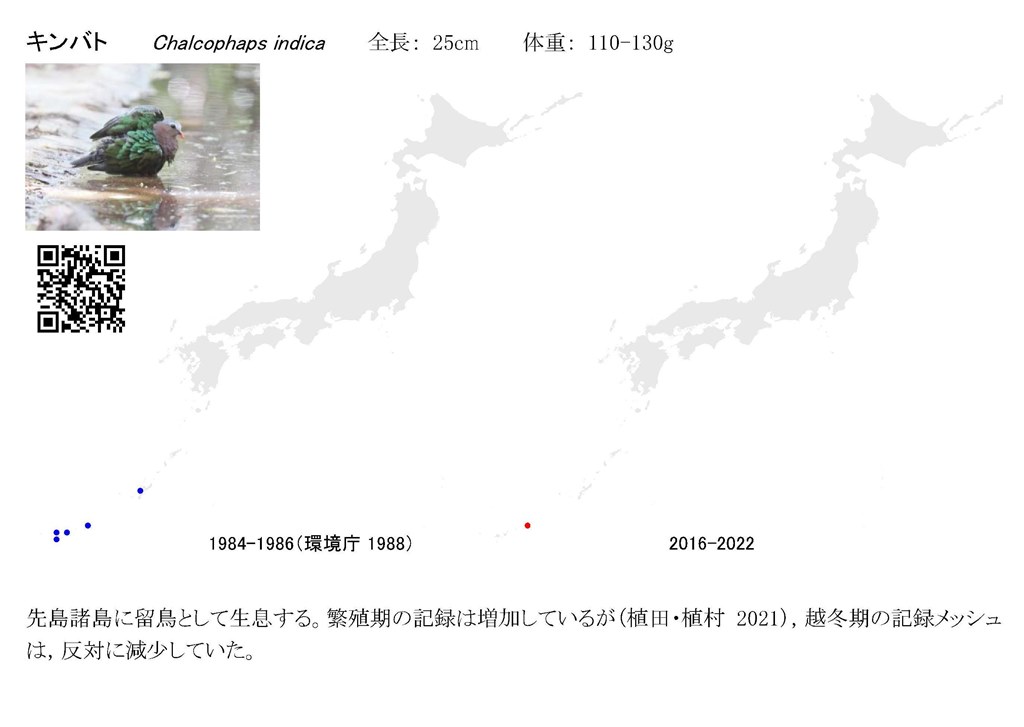 キンバト Chalcophaps indica 全長： 25cm 体重： 110-130g
1984-1986（環境庁 1988） 2016-2022
先島諸島に留鳥として生息する。繁殖期の記録は増加しているが（植田・植村 2021），越冬期の記録メッシュ
は，反対に減少していた。